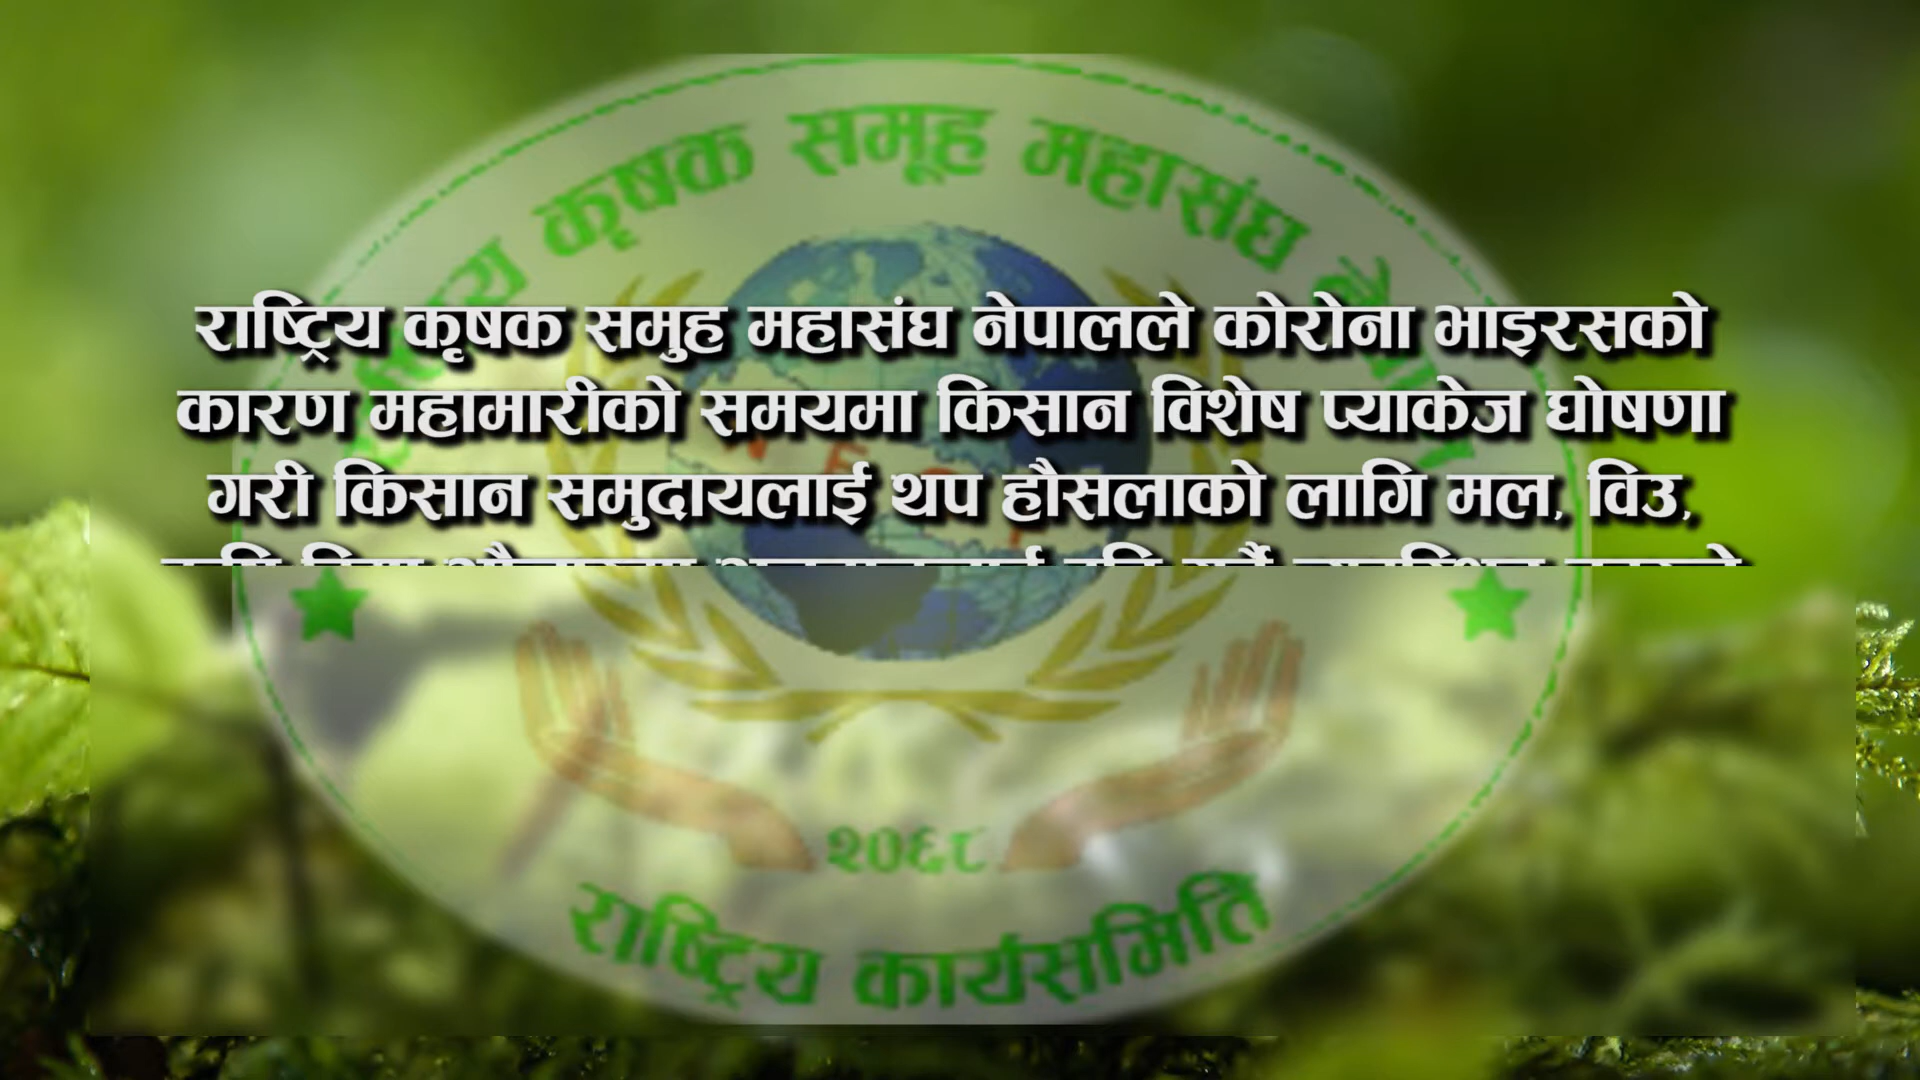 कृषक समूह महासंघ
राष्ट्रिय कृषक समुह महासंघ नेपालले कोरोना भाइरसको
कारण महामारीको समयमा किसान विशेष प्याकेज घोषणा
गरी किसान समुदायलाई थप हौसलाको लागि मल, विउ,
२०६८
राष्ट्रिय कार्यसमिति